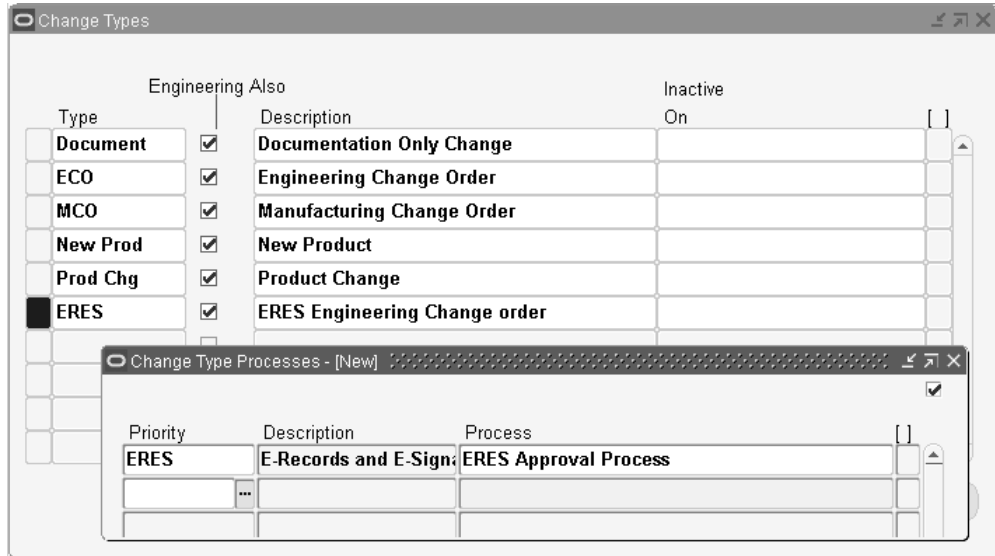 Change Types
Engineering Also
Inactive
Type Description On [ ]
Document Documentation Only Change
ECO Engineering Change Order
MCO Manufacturing Change Order
New Prod New Product
Prod Chg Product Change
ERES ERES Engineering Change order
Change Type Processes - [New]
Priority Description Process [ ]
ERES E-Records and E-Signa ERES Approval Process
...